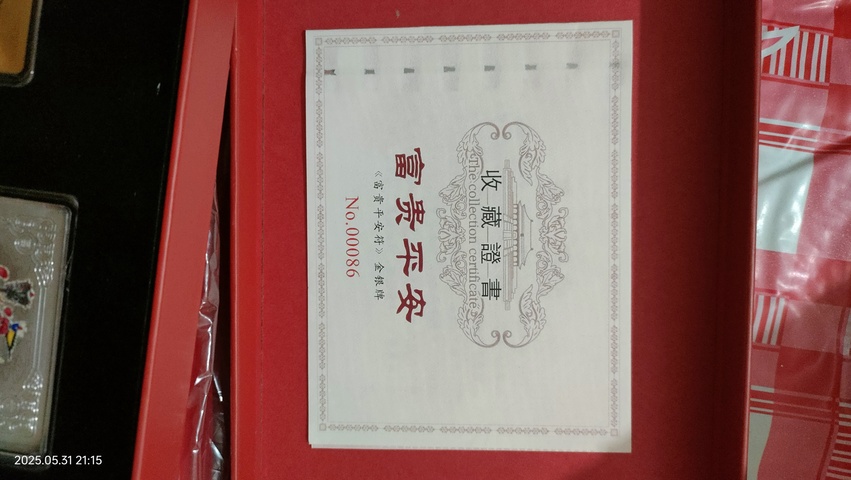 收藏證書
The collection certificate
富贵平安
《富贵平安符》金银牌
No.00086
2025.05.31 21:15